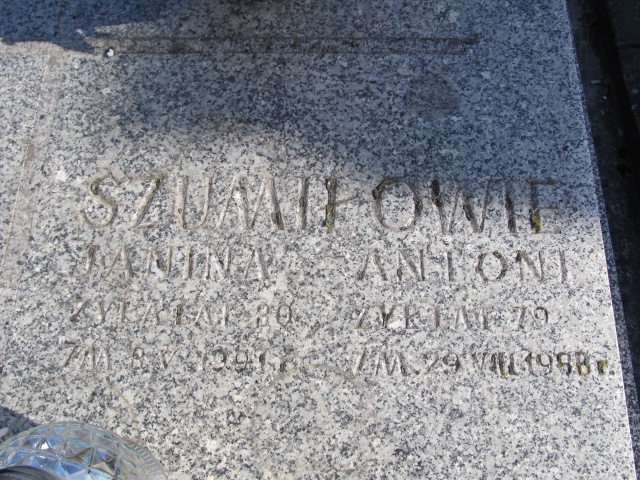 SZUMIŁOWIE
JANINA ANTONI
ŻYŁA LAT 80 ŻYŁ LAT 79
ZM. 8 V 1991 r. ZM. 29 VIII 1988 r.